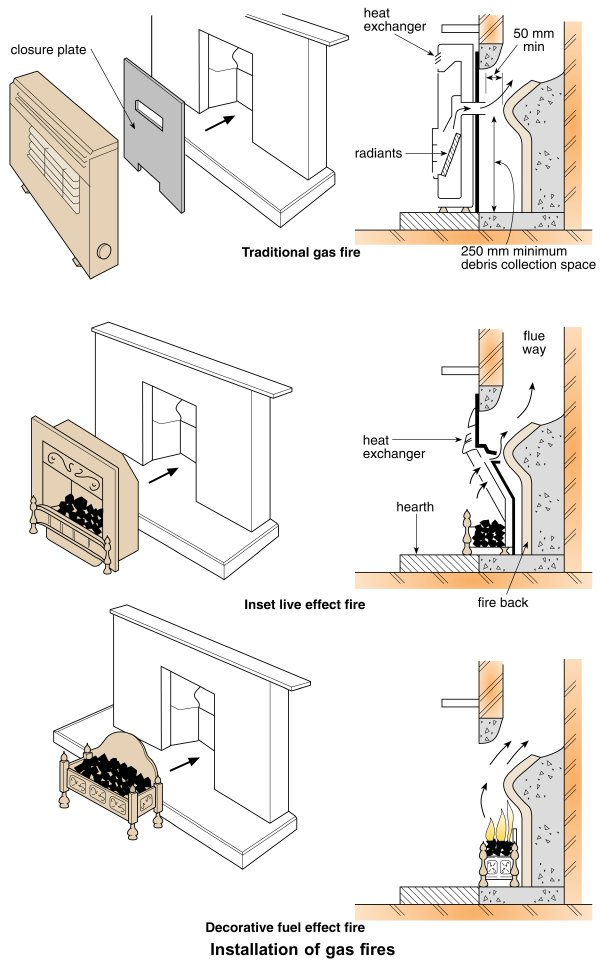 heat
exchanger
50 mm
min
closure plate
radiants
Traditional gas fire
250 mm minimum
debris collection space
flue
way
heat
exchanger
hearth
Inset live effect fire
fire back
Decorative fuel effect fire
Installation of gas fires